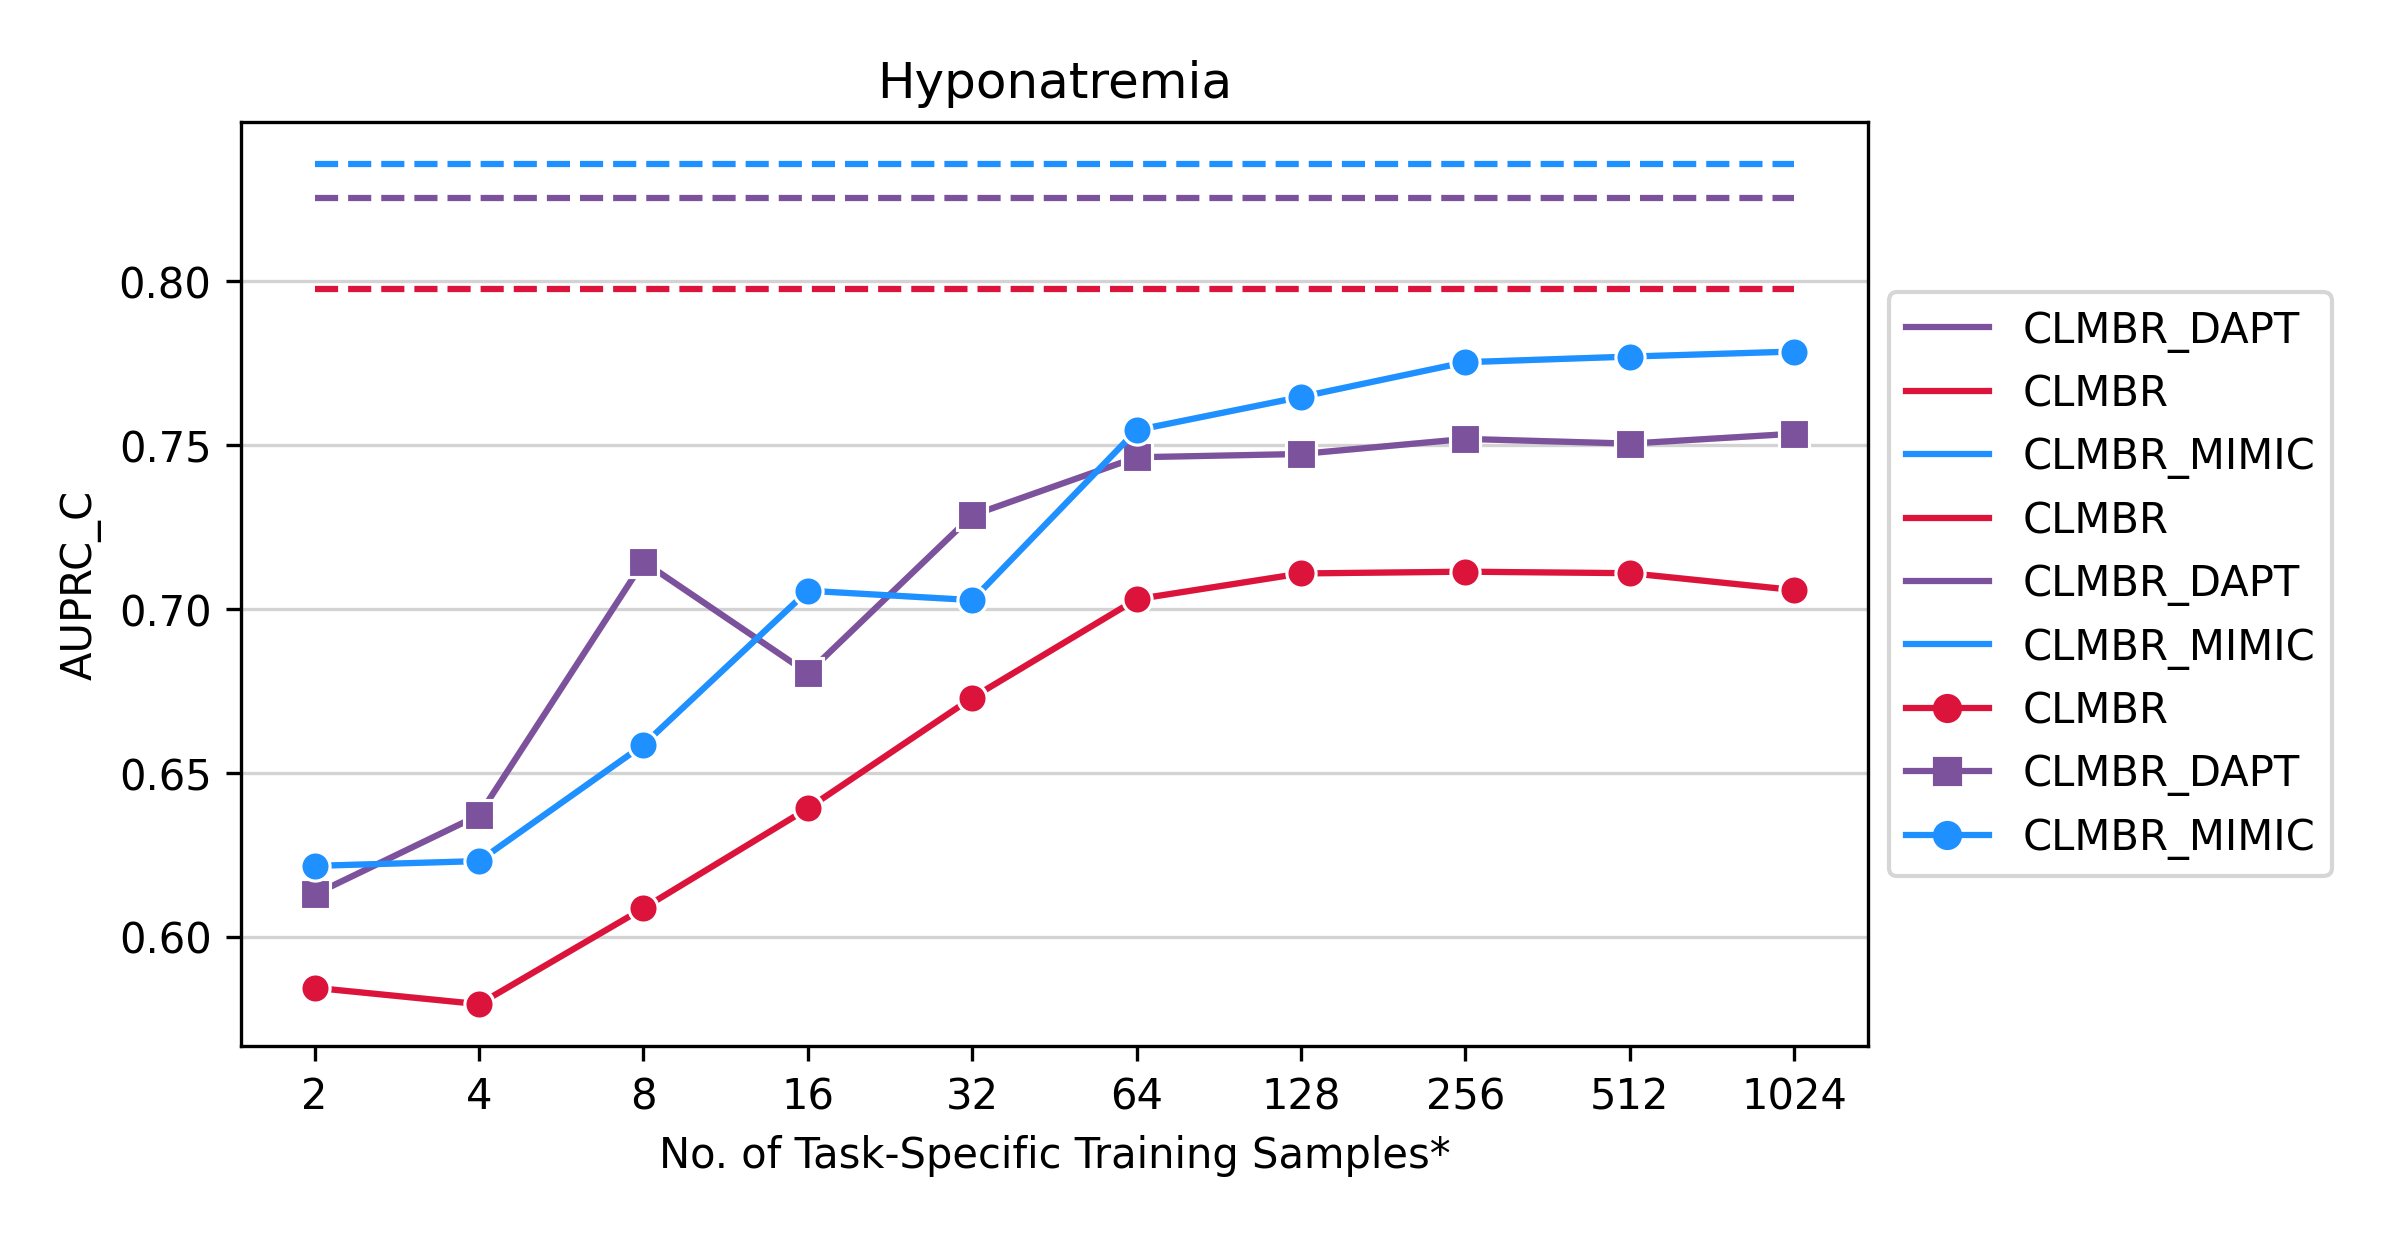 Hyponatremia
0.80
0.75
0.70
0.65
0.60
AUPRC_C
2 4 8 16 32 64 128 256 512 1024
No. of Task-Specific Training Samples*
CLMBR_DAPT
CLMBR
CLMBR_MIMIC
CLMBR
CLMBR_DAPT
CLMBR_MIMIC
CLMBR
CLMBR_DAPT
CLMBR_MIMIC